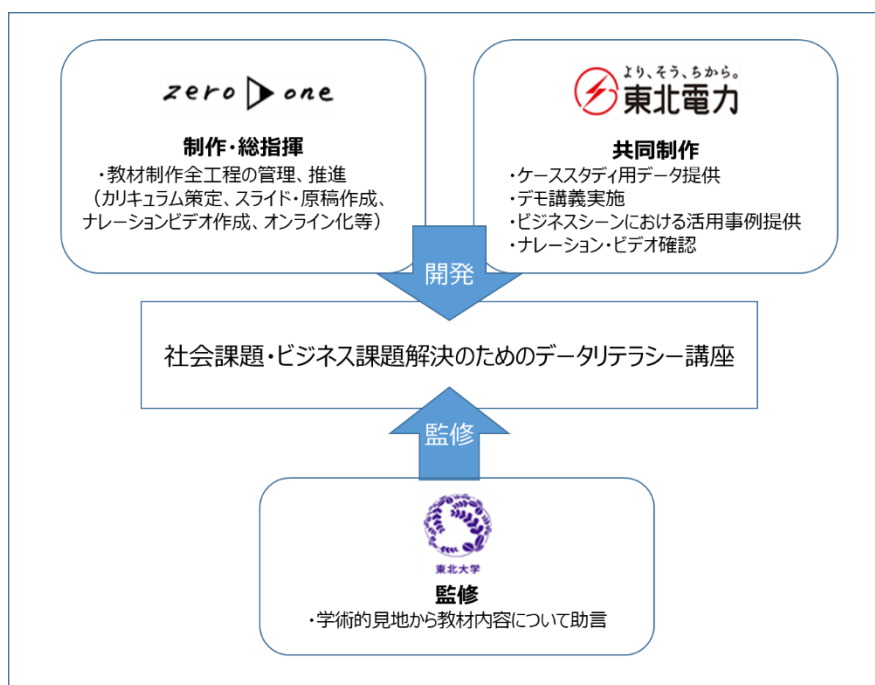 zero one
制作・総指揮
・教材制作全工程の管理、推進
(カリキュラム策定、スライド・原稿作成、
ナレーションビデオ作成、オンライン化等)
より、そう、ちから。
東北電力
共同制作
・ケーススタディ用データ提供
・デモ講義実施
・ビジネスシーンにおける活用事例提供
・ナレーション・ビデオ確認
開発
社会課題・ビジネス課題解決のためのデータリテラシー講座
監修
東北大学
監修
・学術的見地から教材内容について助言